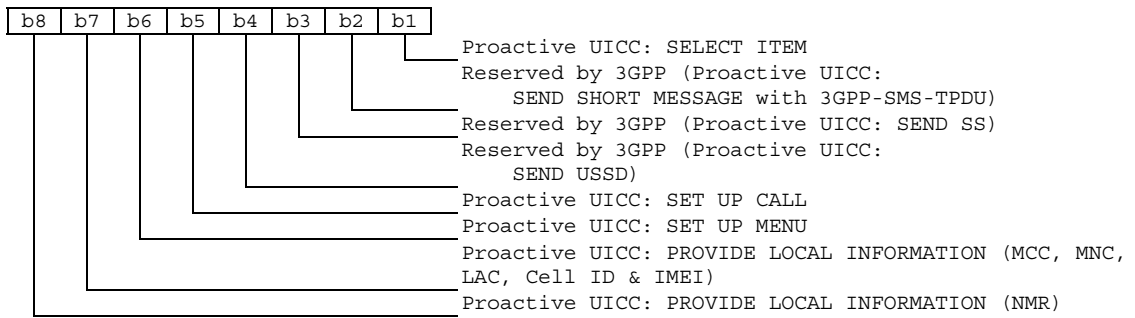 b8 b7 b6 b5 b4 b3 b2 b1
Proactive UICC: SELECT ITEM
Reserved by 3GPP (Proactive UICC:
SEND SHORT MESSAGE with 3GPP-SMS-TPDU)
Reserved by 3GPP (Proactive UICC: SEND SS)
Reserved by 3GPP (Proactive UICC:
SEND USSD)
Proactive UICC: SET UP CALL
Proactive UICC: SET UP MENU
Proactive UICC: PROVIDE LOCAL INFORMATION (MCC, MNC,
LAC, Cell ID & IMEI)
Proactive UICC: PROVIDE LOCAL INFORMATION (NMR)